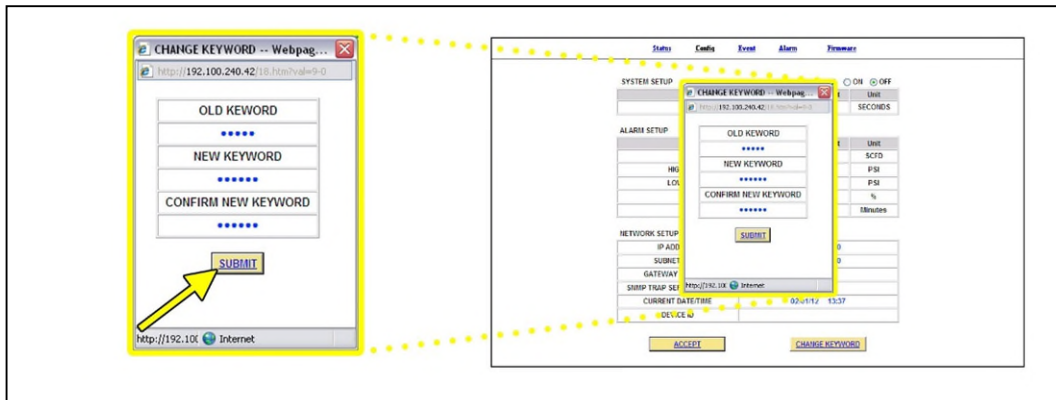 CHANGE KEYWORD -- Webpag...
http://192.100.240.42/18.htm?val=9-0
OLD KEWORD
•••••
NEW KEYWORD
••••••
CONFIRM NEW KEYWORD
••••••
SUBMIT
http://192.10( Internet
Status Config Event Alarm Firmware
SYSTEM SETUP ON OFF
Unit
SECONDS
ALARM SETUP
Unit
SCFD
HIG PSI
LO PSI
%
Minutes
NETWORK SETUP
IP ADD
SUBNET
GATEWAY
SNMP TRAP SER
CURRENT DATE/TIME 02/01/12 13:37
DEVICE ID
ACCEPT CHANGE KEYWORD
CHANGE KEYWORD -- Webpag...
http://192.100.240.42/18.htm?val=9-0
OLD KEWORD
•••••
NEW KEYWORD
••••••
CONFIRM NEW KEYWORD
••••••
SUBMIT
http://192.10( Internet